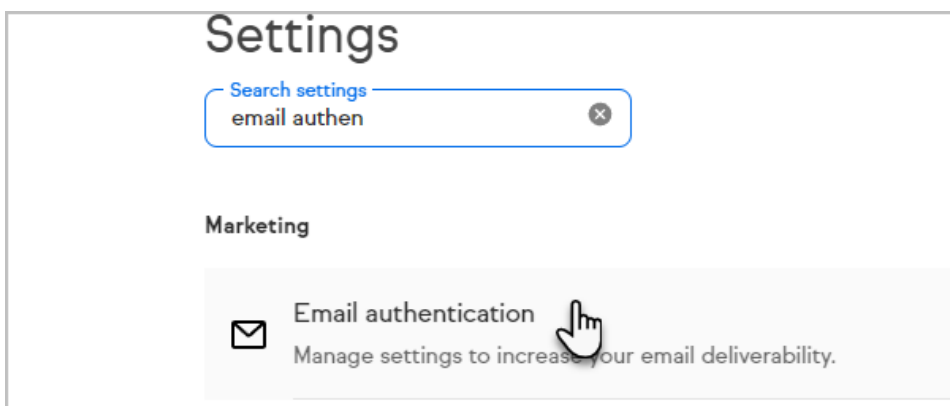 Settings
Search settings
email authen
Marketing
Email authentication
Manage settings to increase your email deliverability.